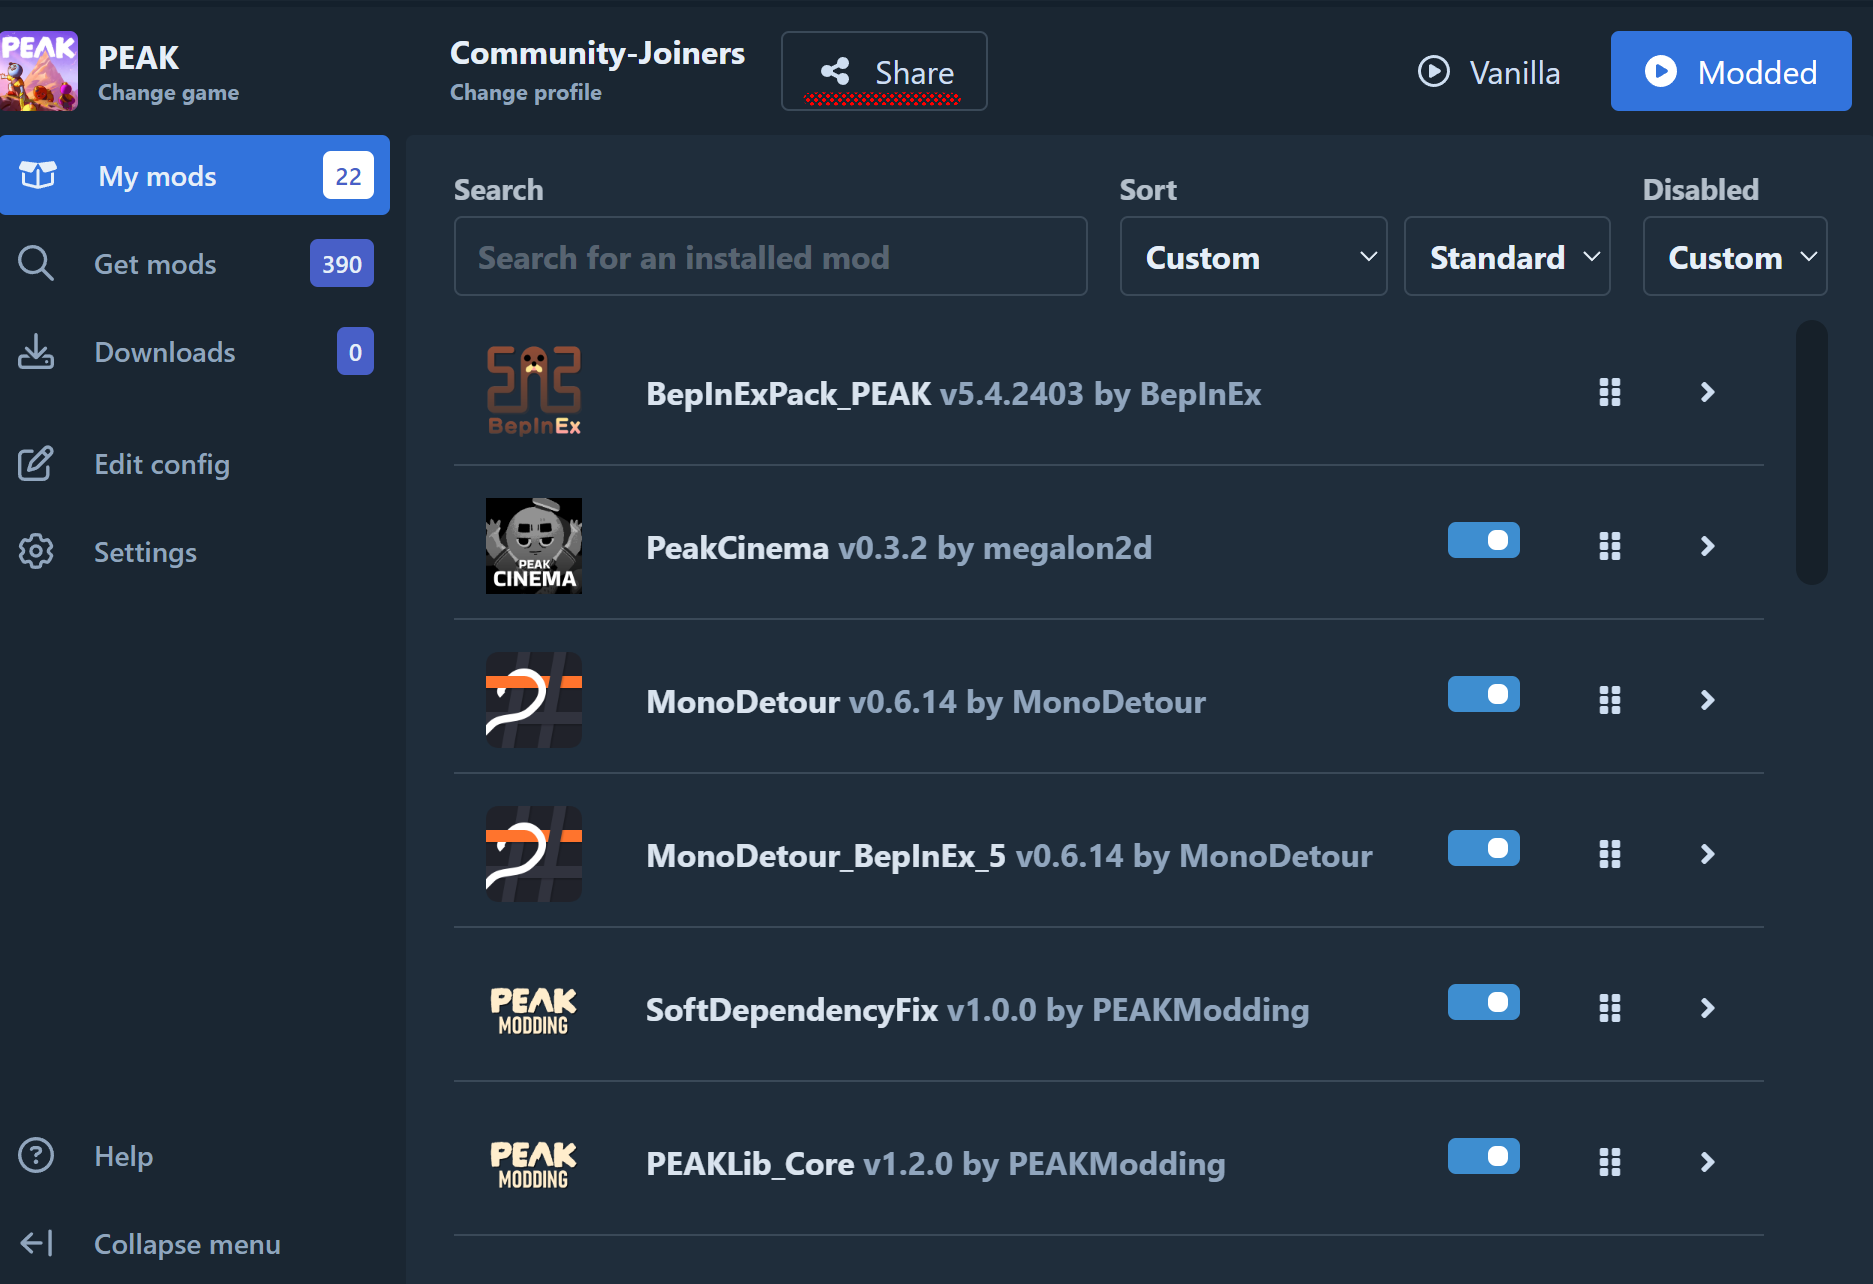 PEAK
PEAK
Change game
Community-Joiners
Change profile
Share
Vanilla
Modded
My mods
22
Get mods
390
Downloads
0
Edit config
Settings
Help
Collapse menu
Search
Sort
Disabled
Search for an installed mod
Custom
Standard
Custom
BepInEx
BepInExPack_PEAK v5.4.2403 by BepInEx
PEAK
CINEMA
PeakCinema v0.3.2 by megalon2d
MonoDetour v0.6.14 by MonoDetour
MonoDetour_BepInEx_5 v0.6.14 by MonoDetour
PEAK
MODDING
SoftDependencyFix v1.0.0 by PEAKModding
PEAK
MODDING
PEAKLib_Core v1.2.0 by PEAKModding